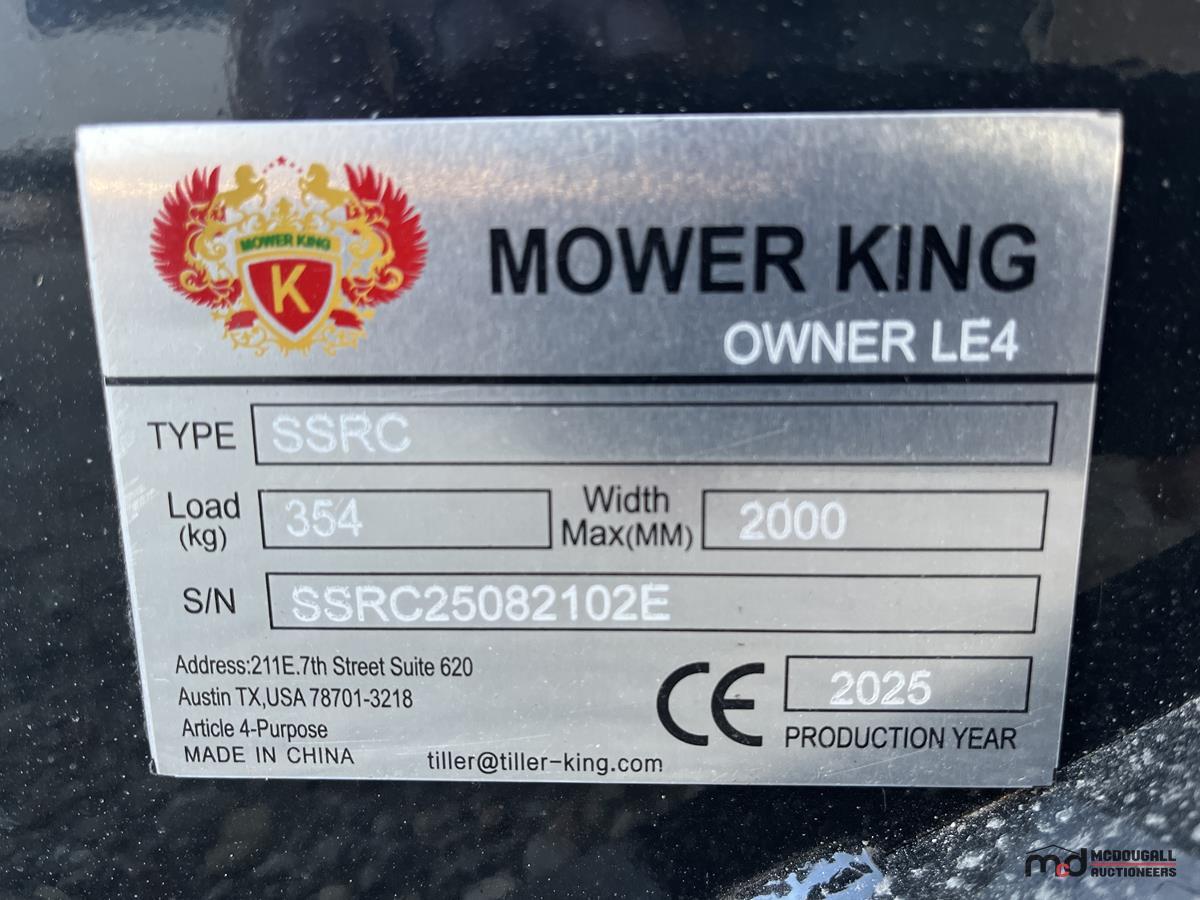 MOWER KING
K
MOWER KING
OWNER LE4
TYPE SSRC
Load (kg) 354 Width Max(MM) 2000
S/N SSRC25082102E
Address:211E.7th Street Suite 620
Austin TX,USA 78701-3218
Article 4-Purpose
MADE IN CHINA
tiller@tiller-king.com
CE 2025
PRODUCTION YEAR
mcd MCDOUGALL
AUCTIONEERS